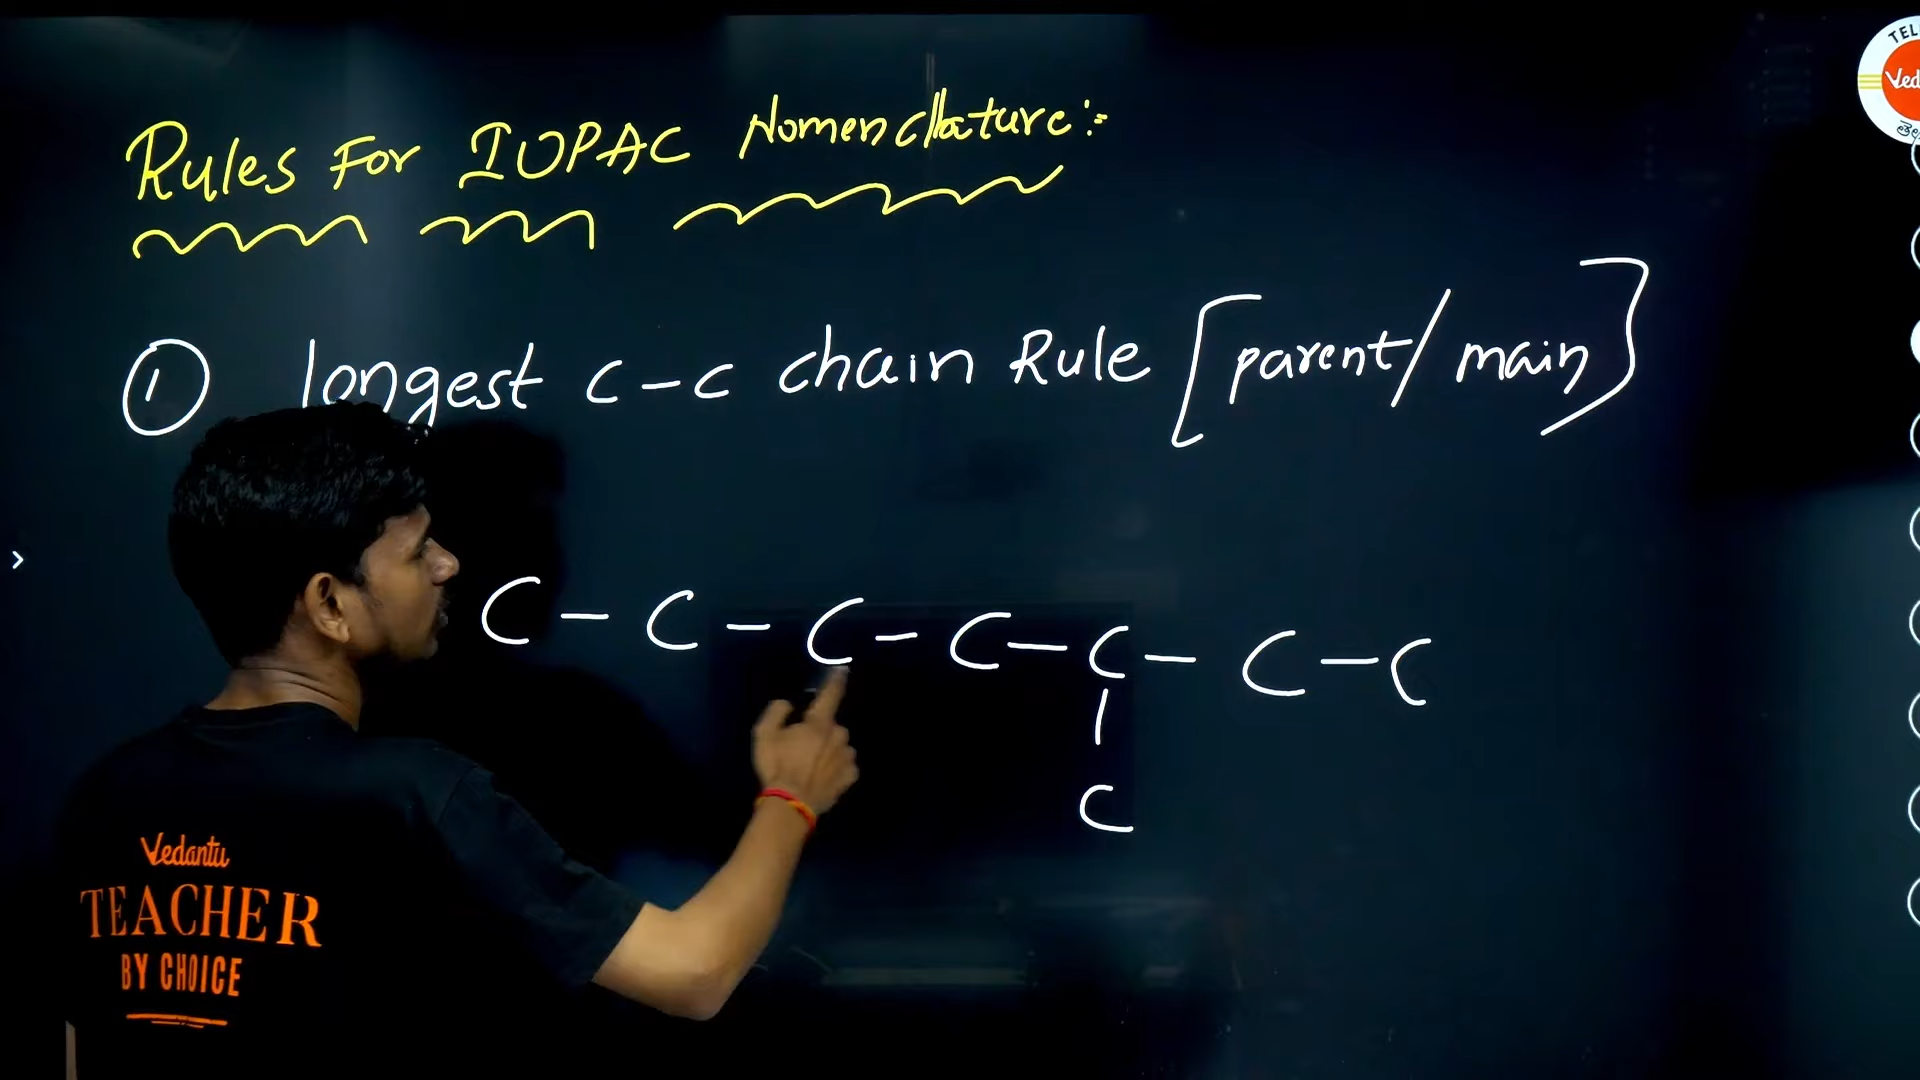 Rules For IUPAC Nomenclature :-
① longest C-C chain Rule [parent/main]
C - C - C - C - C - C - C
|
C
Vedantu
TEACHER
BY CHOICE